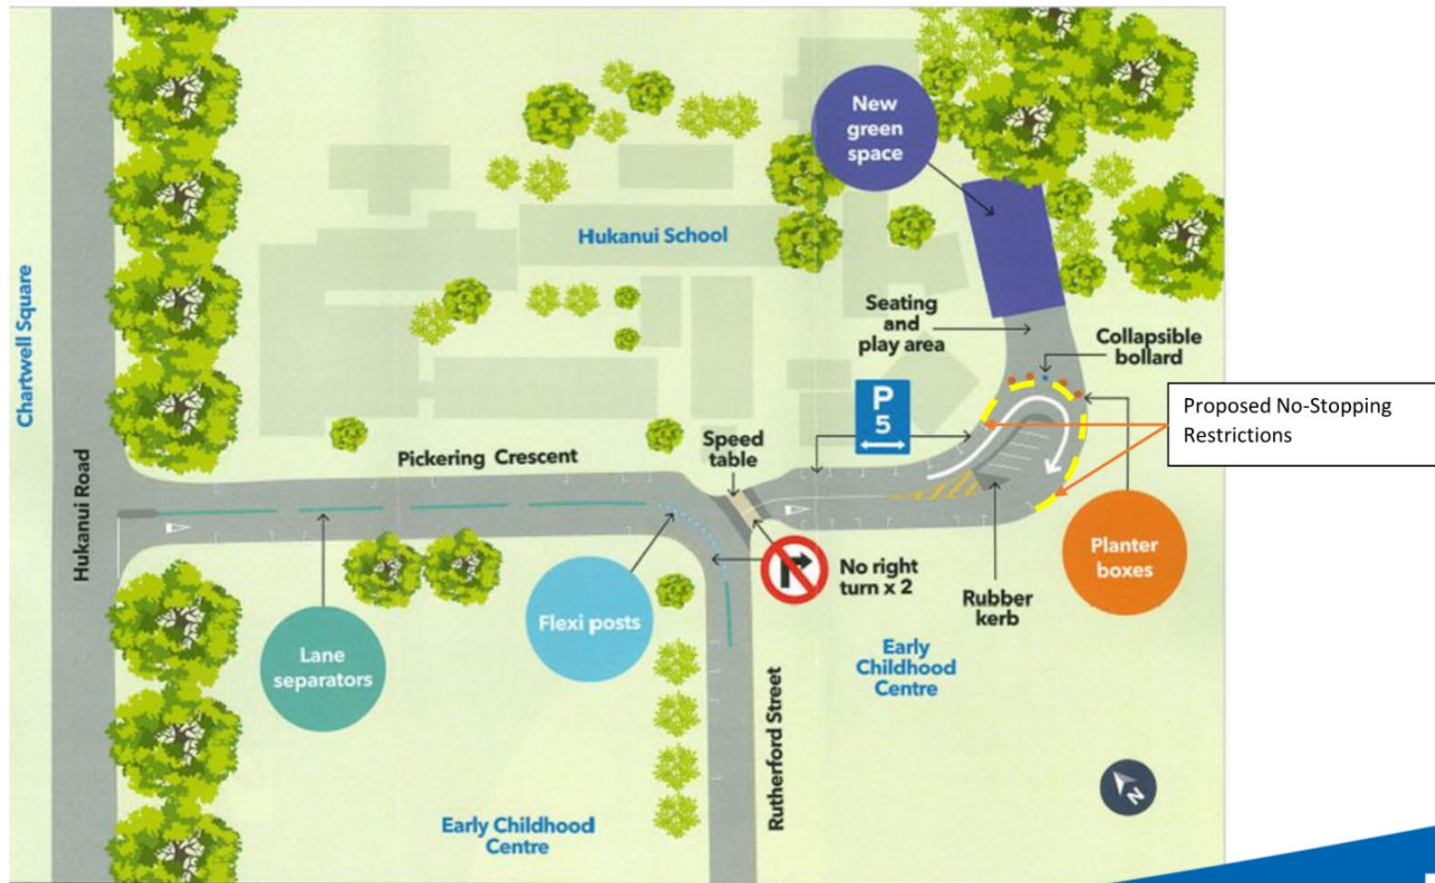 New
green
space
Hukanui School
Chartwell Square
Seating
and
play area
Collapsible
bollard
P
5
Proposed No-Stopping
Restrictions
Speed
table
Pickering Crescent
Hukanui Road
Planter
boxes
No right
turn x 2
Rubber
kerb
Flexi posts
Lane
separators
Early
Childhood
Centre
Rutherford Street
N
Early Childhood
Centre